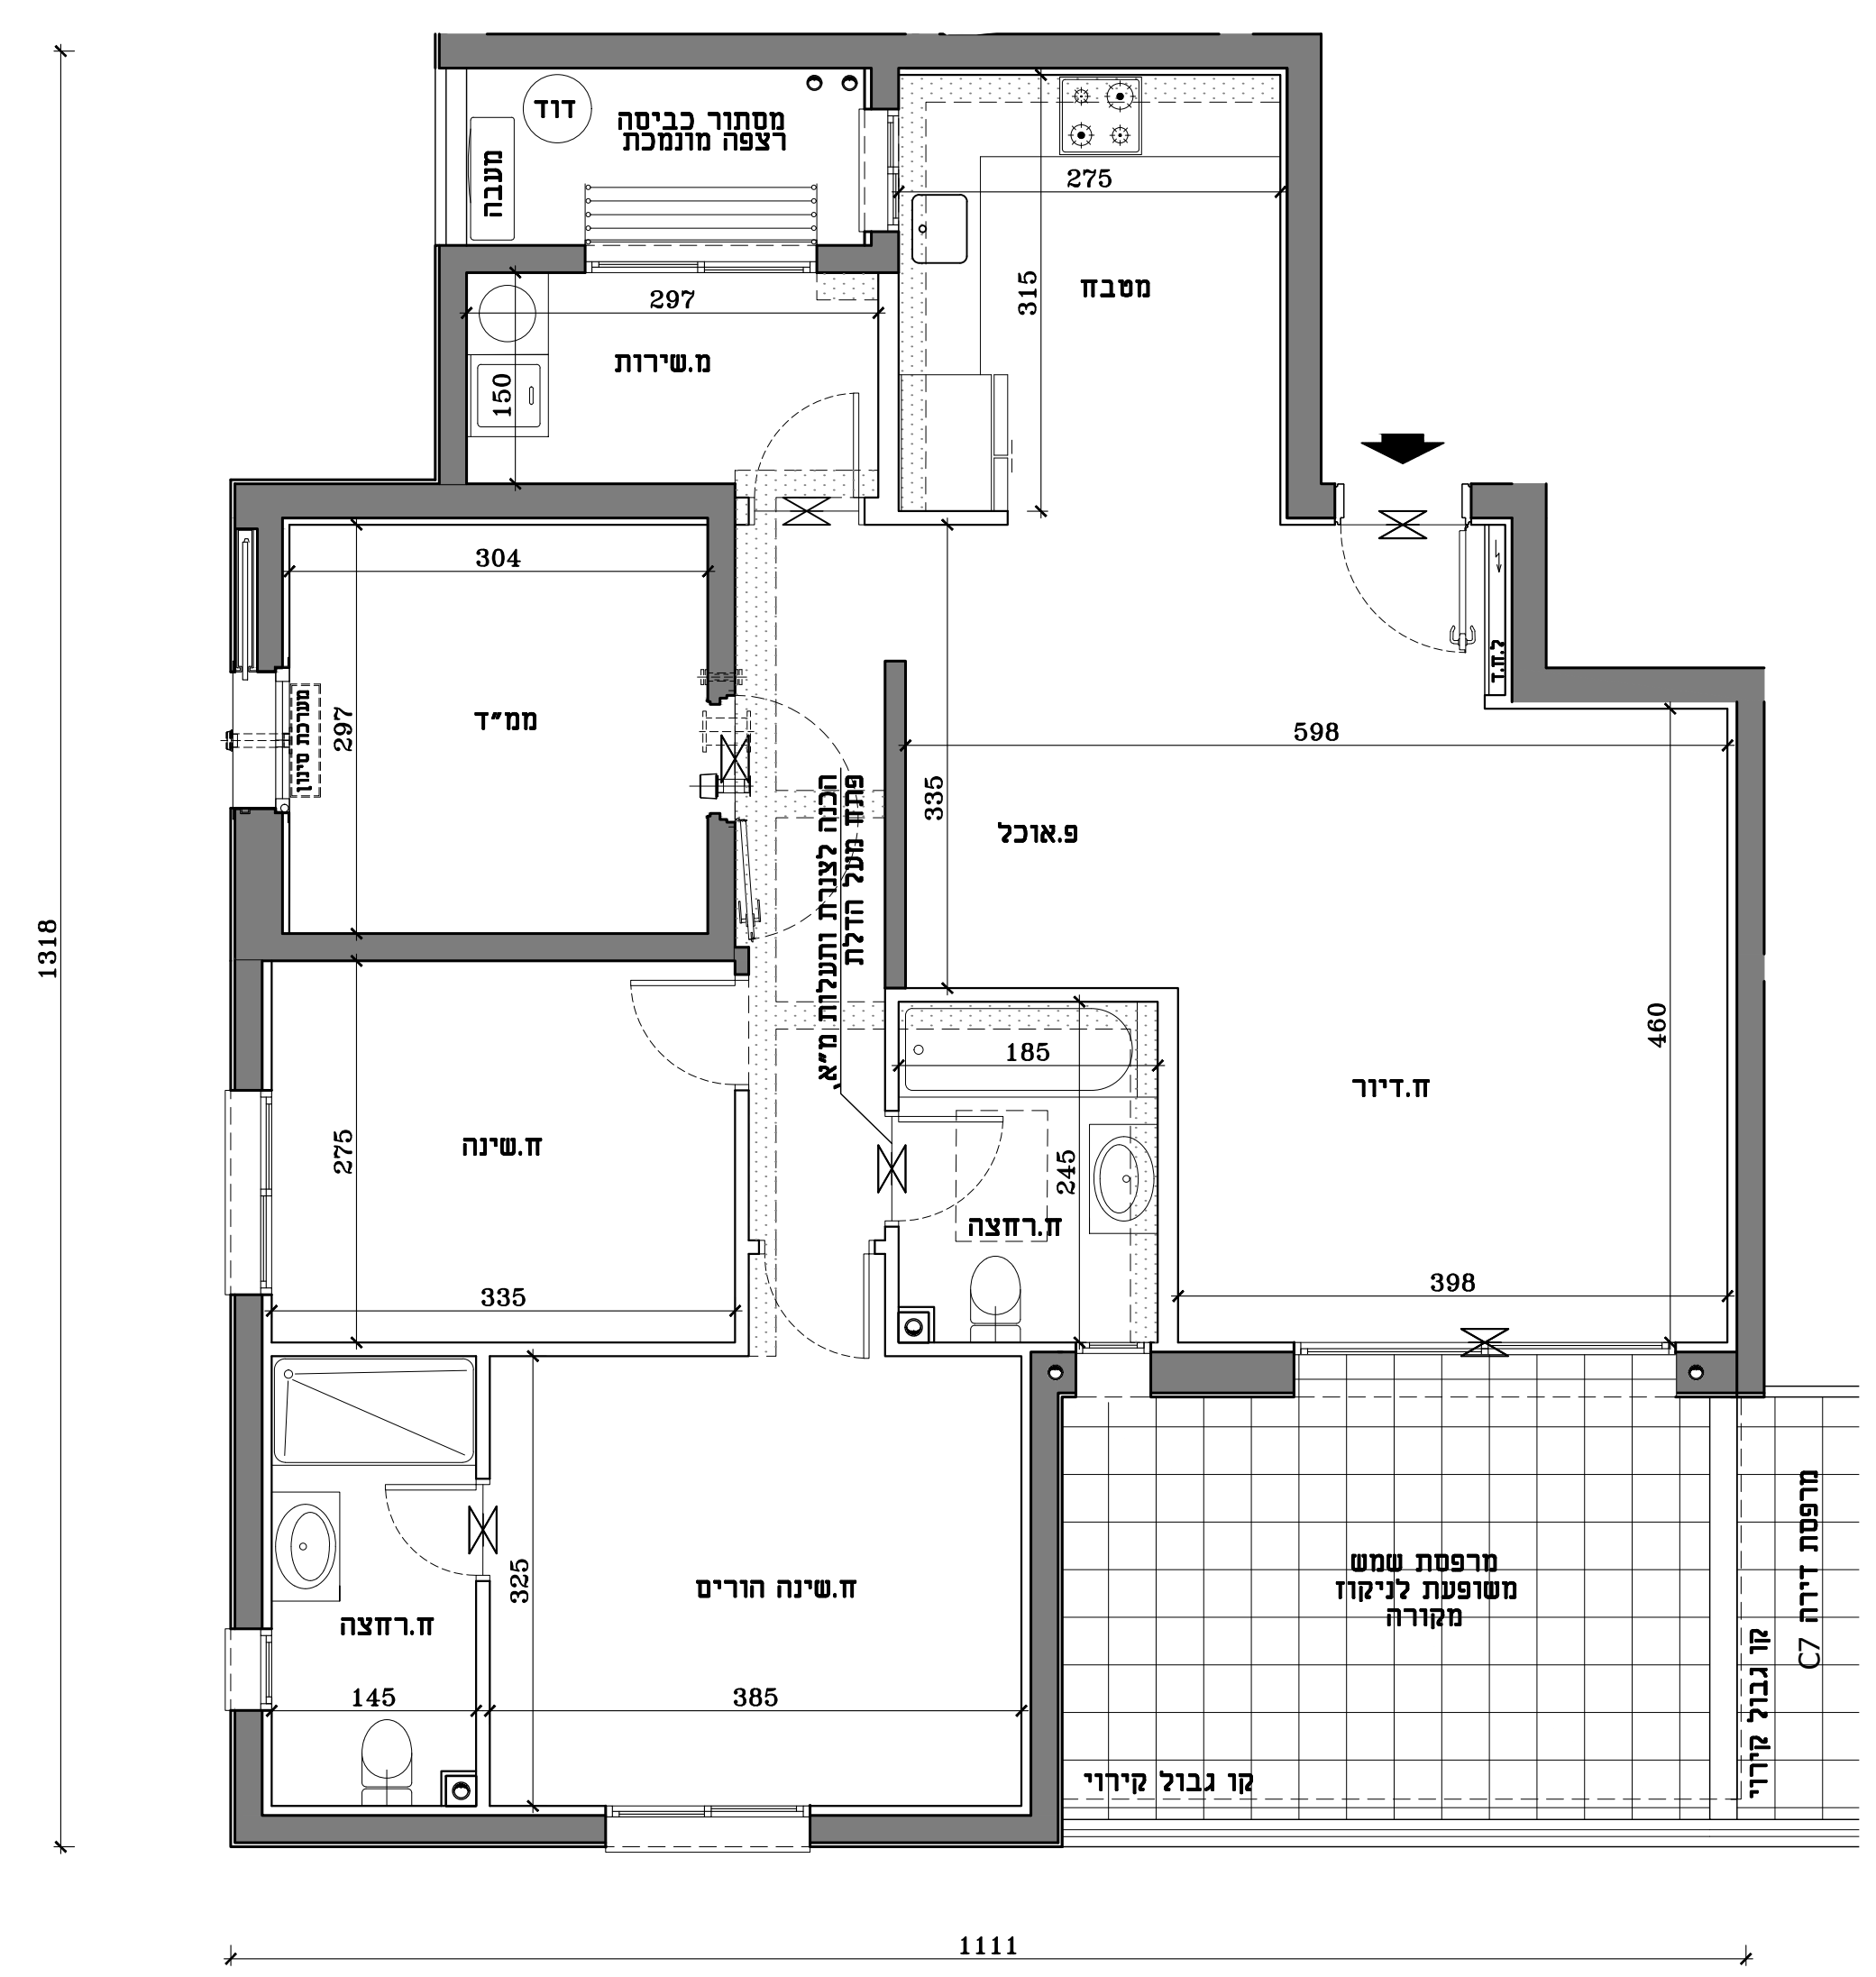 דוד
מסתור כביסה
רצפה מונמכת
מעבה
275
315
מטבח
297
מ.שירות
150
304
297
ממ״ד
מערכת סינון
ל.ח.ד
598
335
פ.אוכל
הכנה לצנרת ותעלות מ״א,
פתח מעל הדלת
1318
460
185
ח.דיור
275
ח.שינה
245
ח.רחצה
335
398
325
ח.שינה הורים
ח.רחצה
145
385
מרפסת שמש
משופעת לניקוז
מקורה
מרפסת דירה C7
קו גבול קירוי
קו גבול קירוי
1111